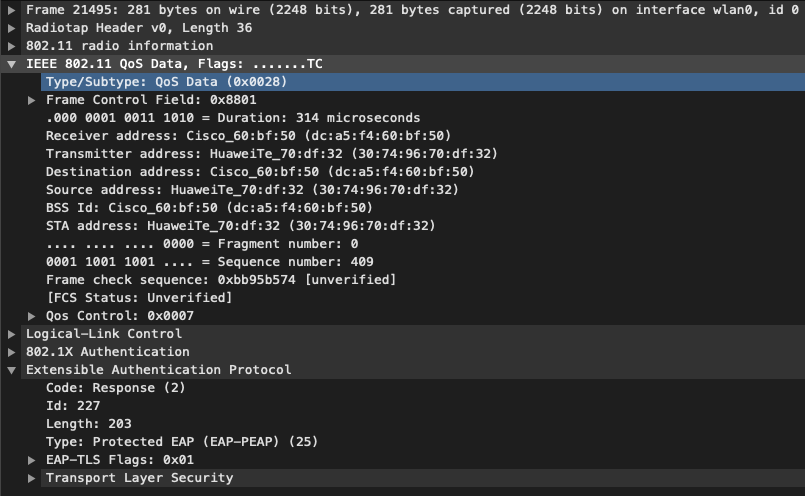 Frame 21495: 281 bytes on wire (2248 bits), 281 bytes captured (2248 bits) on interface wlan0, id 0
Radiotap Header v0, Length 36
802.11 radio information
IEEE 802.11 QoS Data, Flags: .......TC
Type/Subtype: QoS Data (0x0028)
Frame Control Field: 0x8801
.000 0001 0011 1010 = Duration: 314 microseconds
Receiver address: Cisco_60:bf:50 (dc:a5:f4:60:bf:50)
Transmitter address: HuaweiTe_70:df:32 (30:74:96:70:df:32)
Destination address: Cisco_60:bf:50 (dc:a5:f4:60:bf:50)
Source address: HuaweiTe_70:df:32 (30:74:96:70:df:32)
BSS Id: Cisco_60:bf:50 (dc:a5:f4:60:bf:50)
STA address: HuaweiTe_70:df:32 (30:74:96:70:df:32)
.... .... .... 0000 = Fragment number: 0
0001 1001 1001 .... = Sequence number: 409
Frame check sequence: 0xbb95b574 [unverified]
[FCS Status: Unverified]
Qos Control: 0x0007
Logical-Link Control
802.1X Authentication
Extensible Authentication Protocol
Code: Response (2)
Id: 227
Length: 203
Type: Protected EAP (EAP-PEAP) (25)
EAP-TLS Flags: 0x01
Transport Layer Security